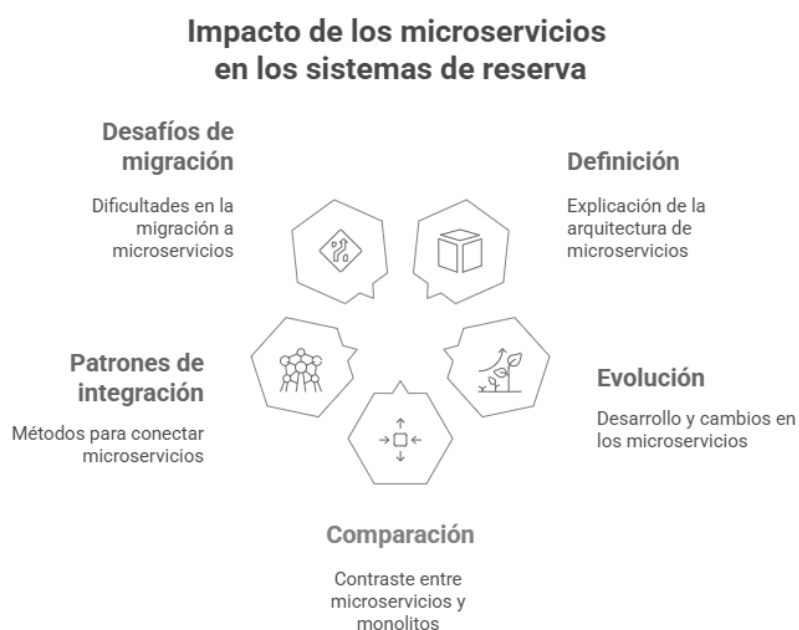 Impacto de los microservicios
en los sistemas de reserva
Desafíos de
migración
Dificultades en la
migración a
microservicios
Definición
Explicación de la
arquitectura de
microservicios
Patrones de
integración
Métodos para conectar
microservicios
Evolución
Desarrollo y cambios en
los microservicios
Comparación
Contraste entre
microservicios y
monolitos